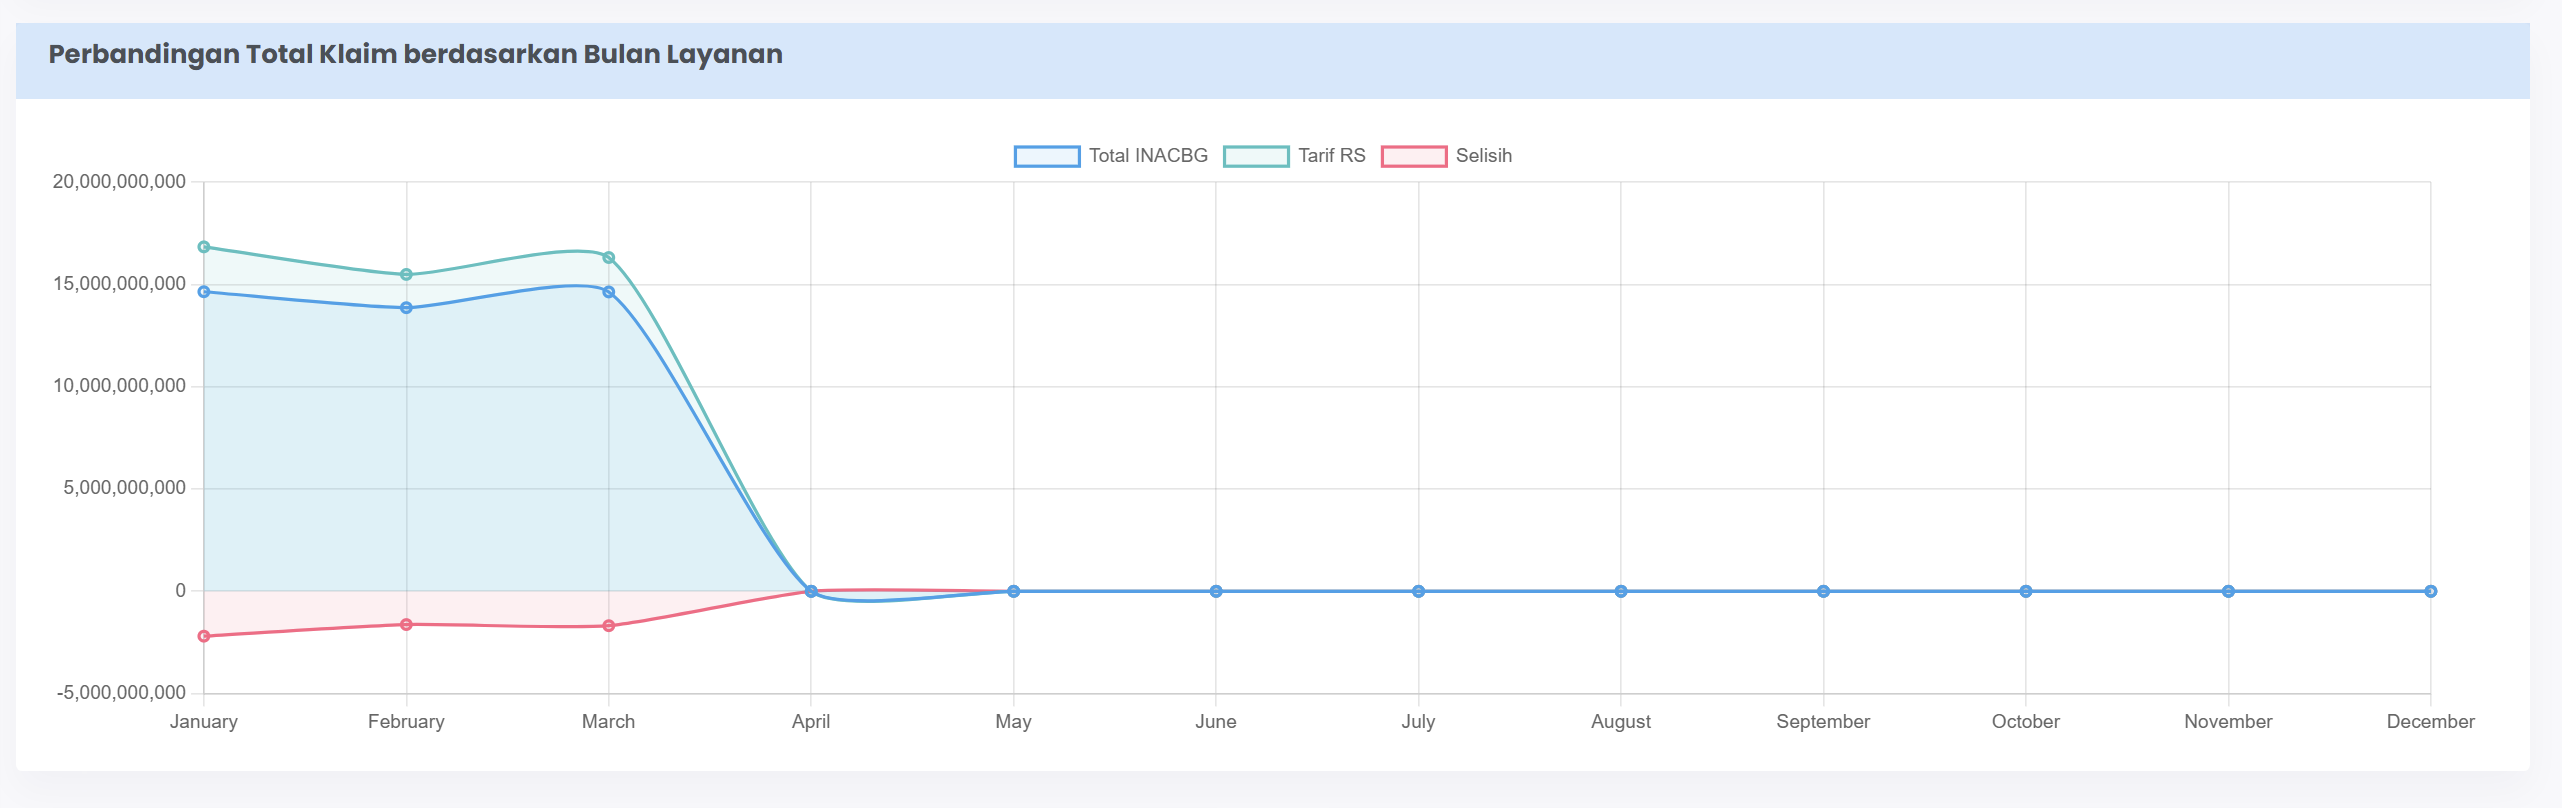 Perbandingan Total Klaim berdasarkan Bulan Layanan
Total INACBG Tarif RS Selisih
20,000,000,000
15,000,000,000
10,000,000,000
5,000,000,000
0
-5,000,000,000
January February March April May June July August September October November December